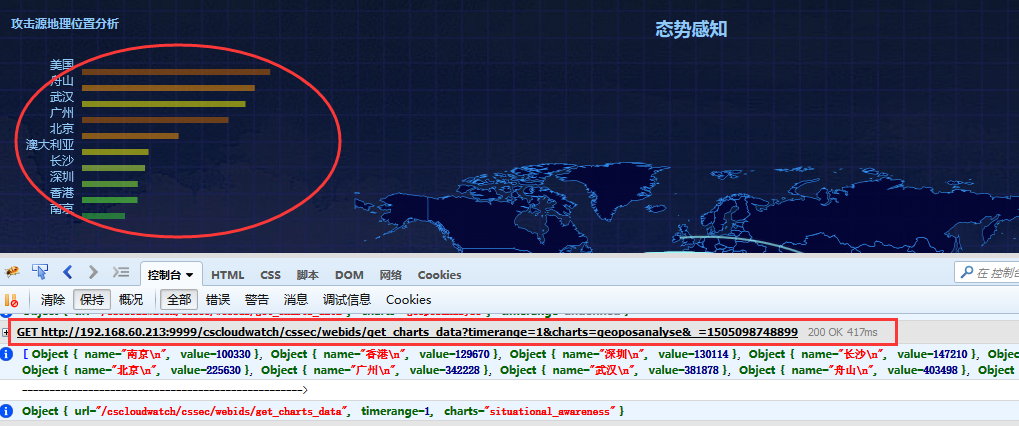 攻击源地理位置分析
态势感知
美国
舟山
武汉
广州
北京
澳大利亚
长沙
深圳
香港
南京
控制台 HTML CSS 脚本 DOM 网络 Cookies
在 控制台
清除 保持 概况 全部 错误 警告 消息 调试信息 Cookies
GET http://192.168.60.213:9999/cscloudwatch/cssec/webids/get_charts_data?timerange=1&charts=geoposanalyse&_=1505098748899 200 OK 417ms
[ Object { name="南京\n", value=100330 }, Object { name="香港\n", value=129670 }, Object { name="深圳\n", value=130114 }, Object { name="长沙\n", value=147210 }, Obje
Object { name="北京\n", value=225630 }, Object { name="广州\n", value=342228 }, Object { name="武汉\n", value=381878 }, Object { name="舟山\n", value=403498 }, Object
-------------------------------------------------->
Object { url="/cscloudwatch/cssec/webids/get_charts_data", timerange=1, charts="situational_awareness" }